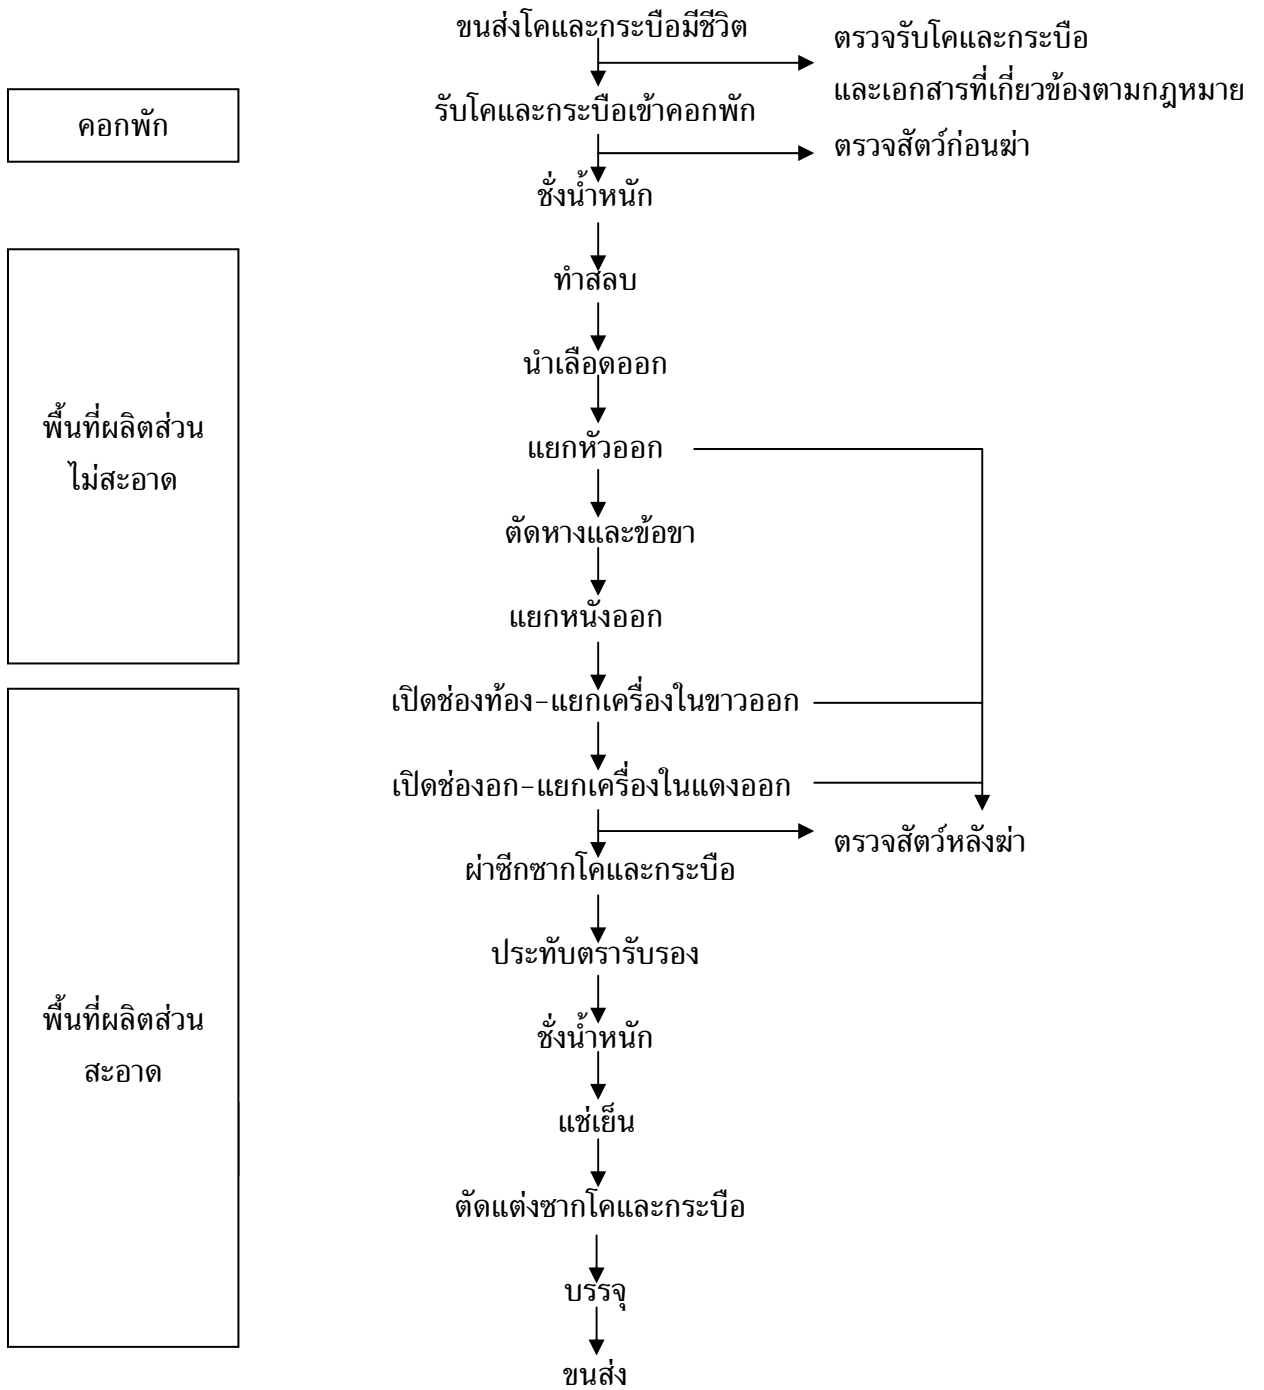 ขนส่งโคและกระบือมีชีวิต
ตรวจรับโคและกระบือ
และเอกสารที่เกี่ยวข้องตามกฎหมาย
คอกพัก
รับโคและกระบือเข้าคอกพัก
ตรวจสัตว์ก่อนฆ่า
ชั่งน้ำหนัก
ทำสลบ
นำเลือดออก
พื้นที่ผลิตส่วน
ไม่สะอาด
แยกหัวออก
ตัดหางและข้อขา
แยกหนังออก
เปิดช่องท้อง-แยกเครื่องในขาวออก
เปิดช่องอก-แยกเครื่องในแดงออก
ตรวจสัตว์หลังฆ่า
ผ่าซีกซากโคและกระบือ
ประทับตรารับรอง
พื้นที่ผลิตส่วน
สะอาด
ชั่งน้ำหนัก
แช่เย็น
ตัดแต่งซากโคและกระบือ
บรรจุ
ขนส่ง